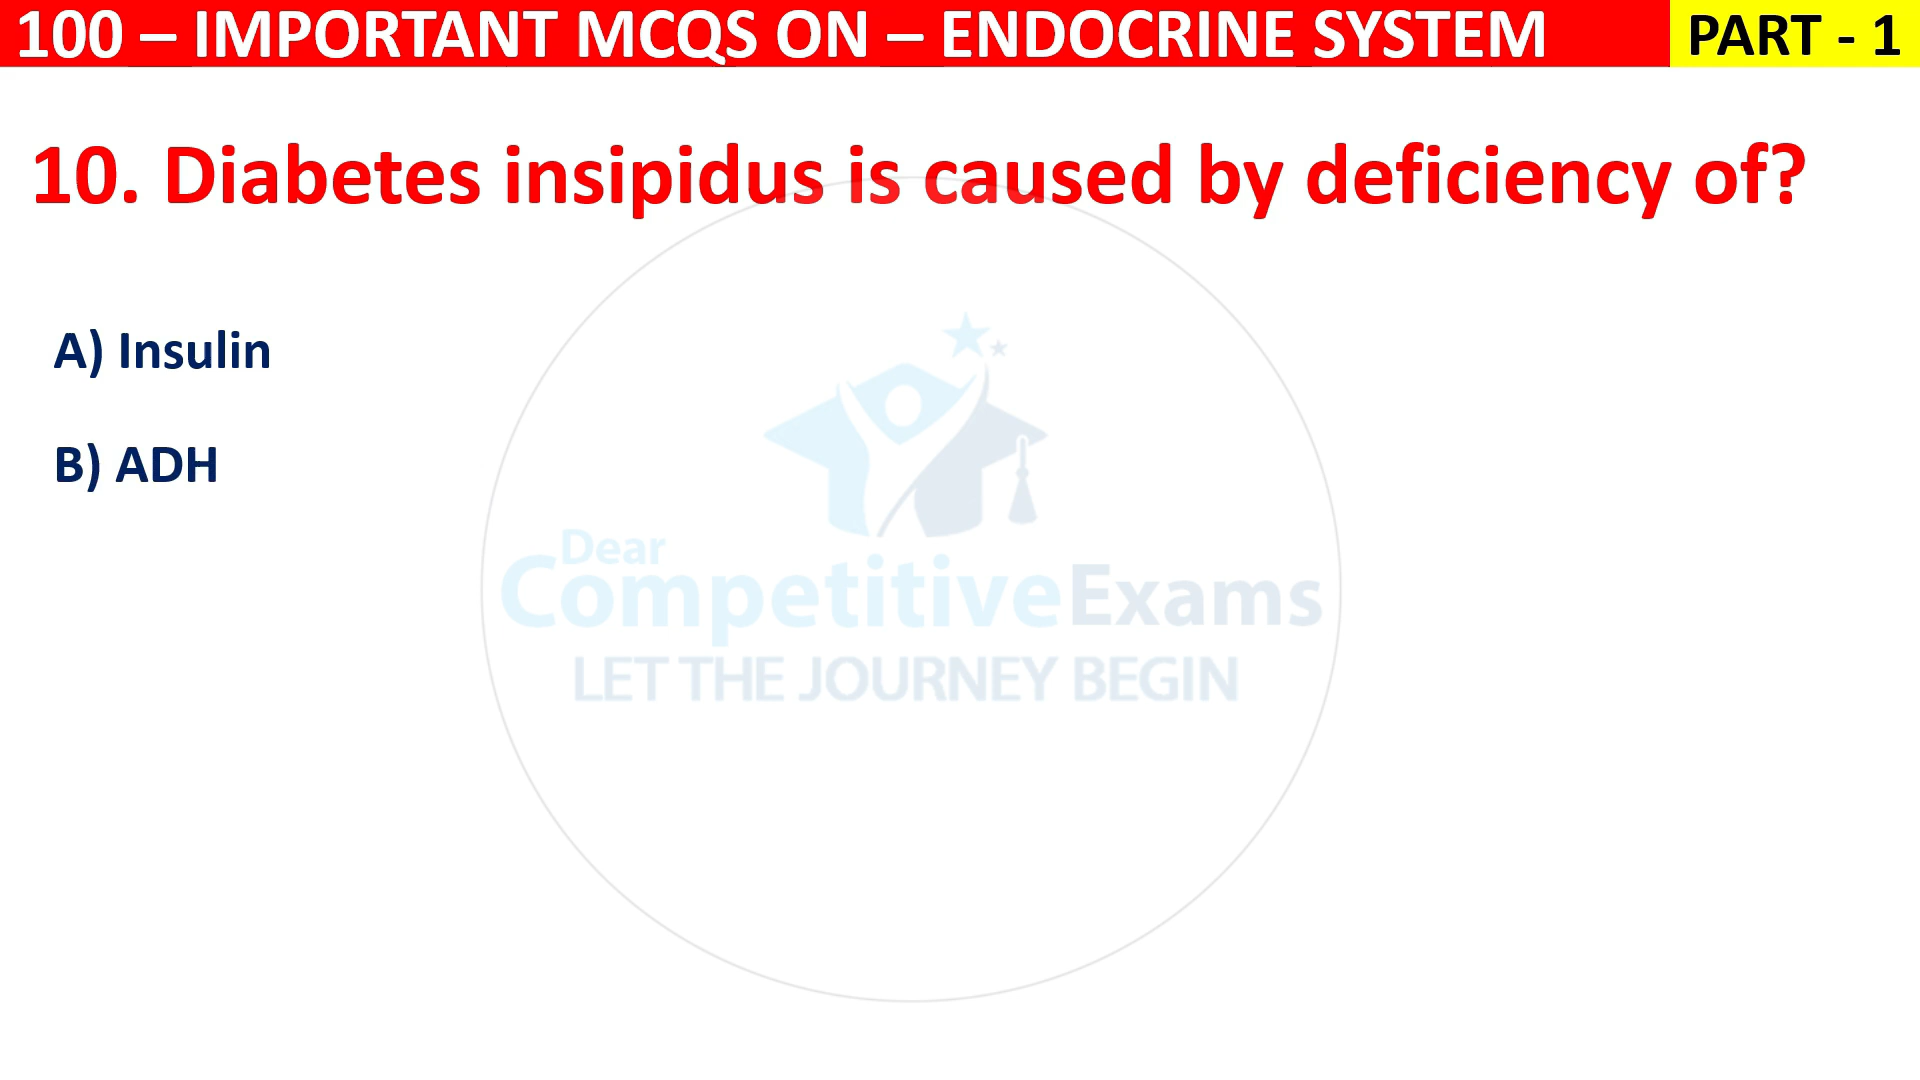 100 – IMPORTANT MCQS ON – ENDOCRINE SYSTEM
PART - 1
10. Diabetes insipidus is caused by deficiency of?
A) Insulin
B) ADH
Dear
CompetitiveExams
LET THE JOURNEY BEGIN